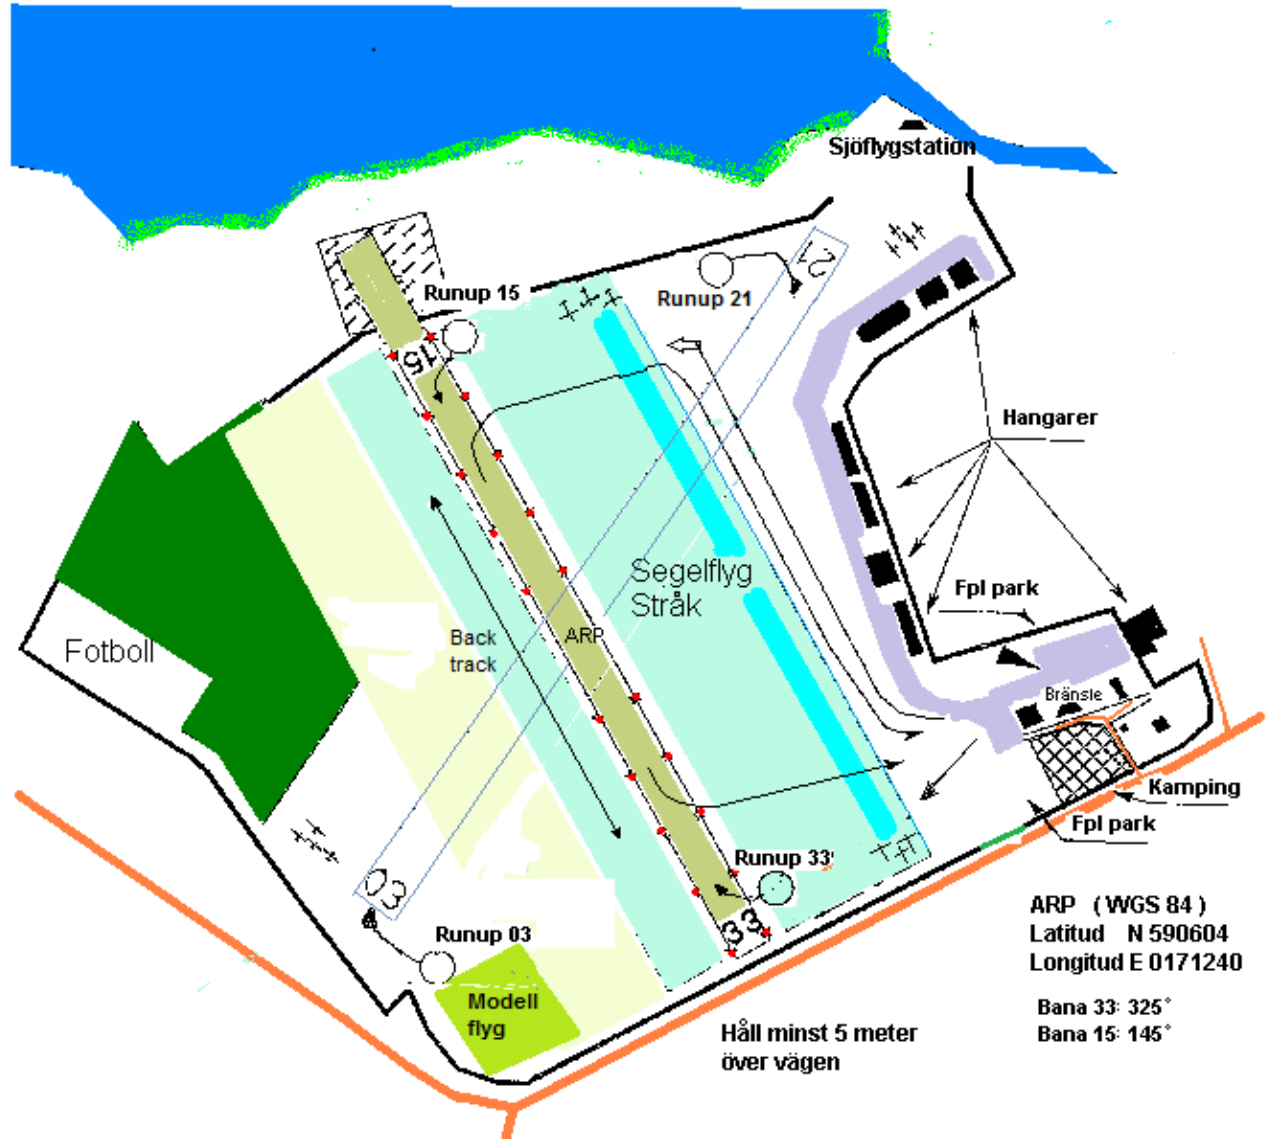 Sjöflygstation
21
Runup 15
Runup 21
15
Hangarer
Segelflyg
Stråk
Fpl park
Back
track
ARP
Fotboll
Bränsle
Kamping
Fpl park
Runup 33
03
33
Runup 03
ARP ( WGS 84 )
Latitud N 590604
Longitud E 0171240
Bana 33: 325°
Bana 15: 145°
Modell
flyg
Håll minst 5 meter
över vägen